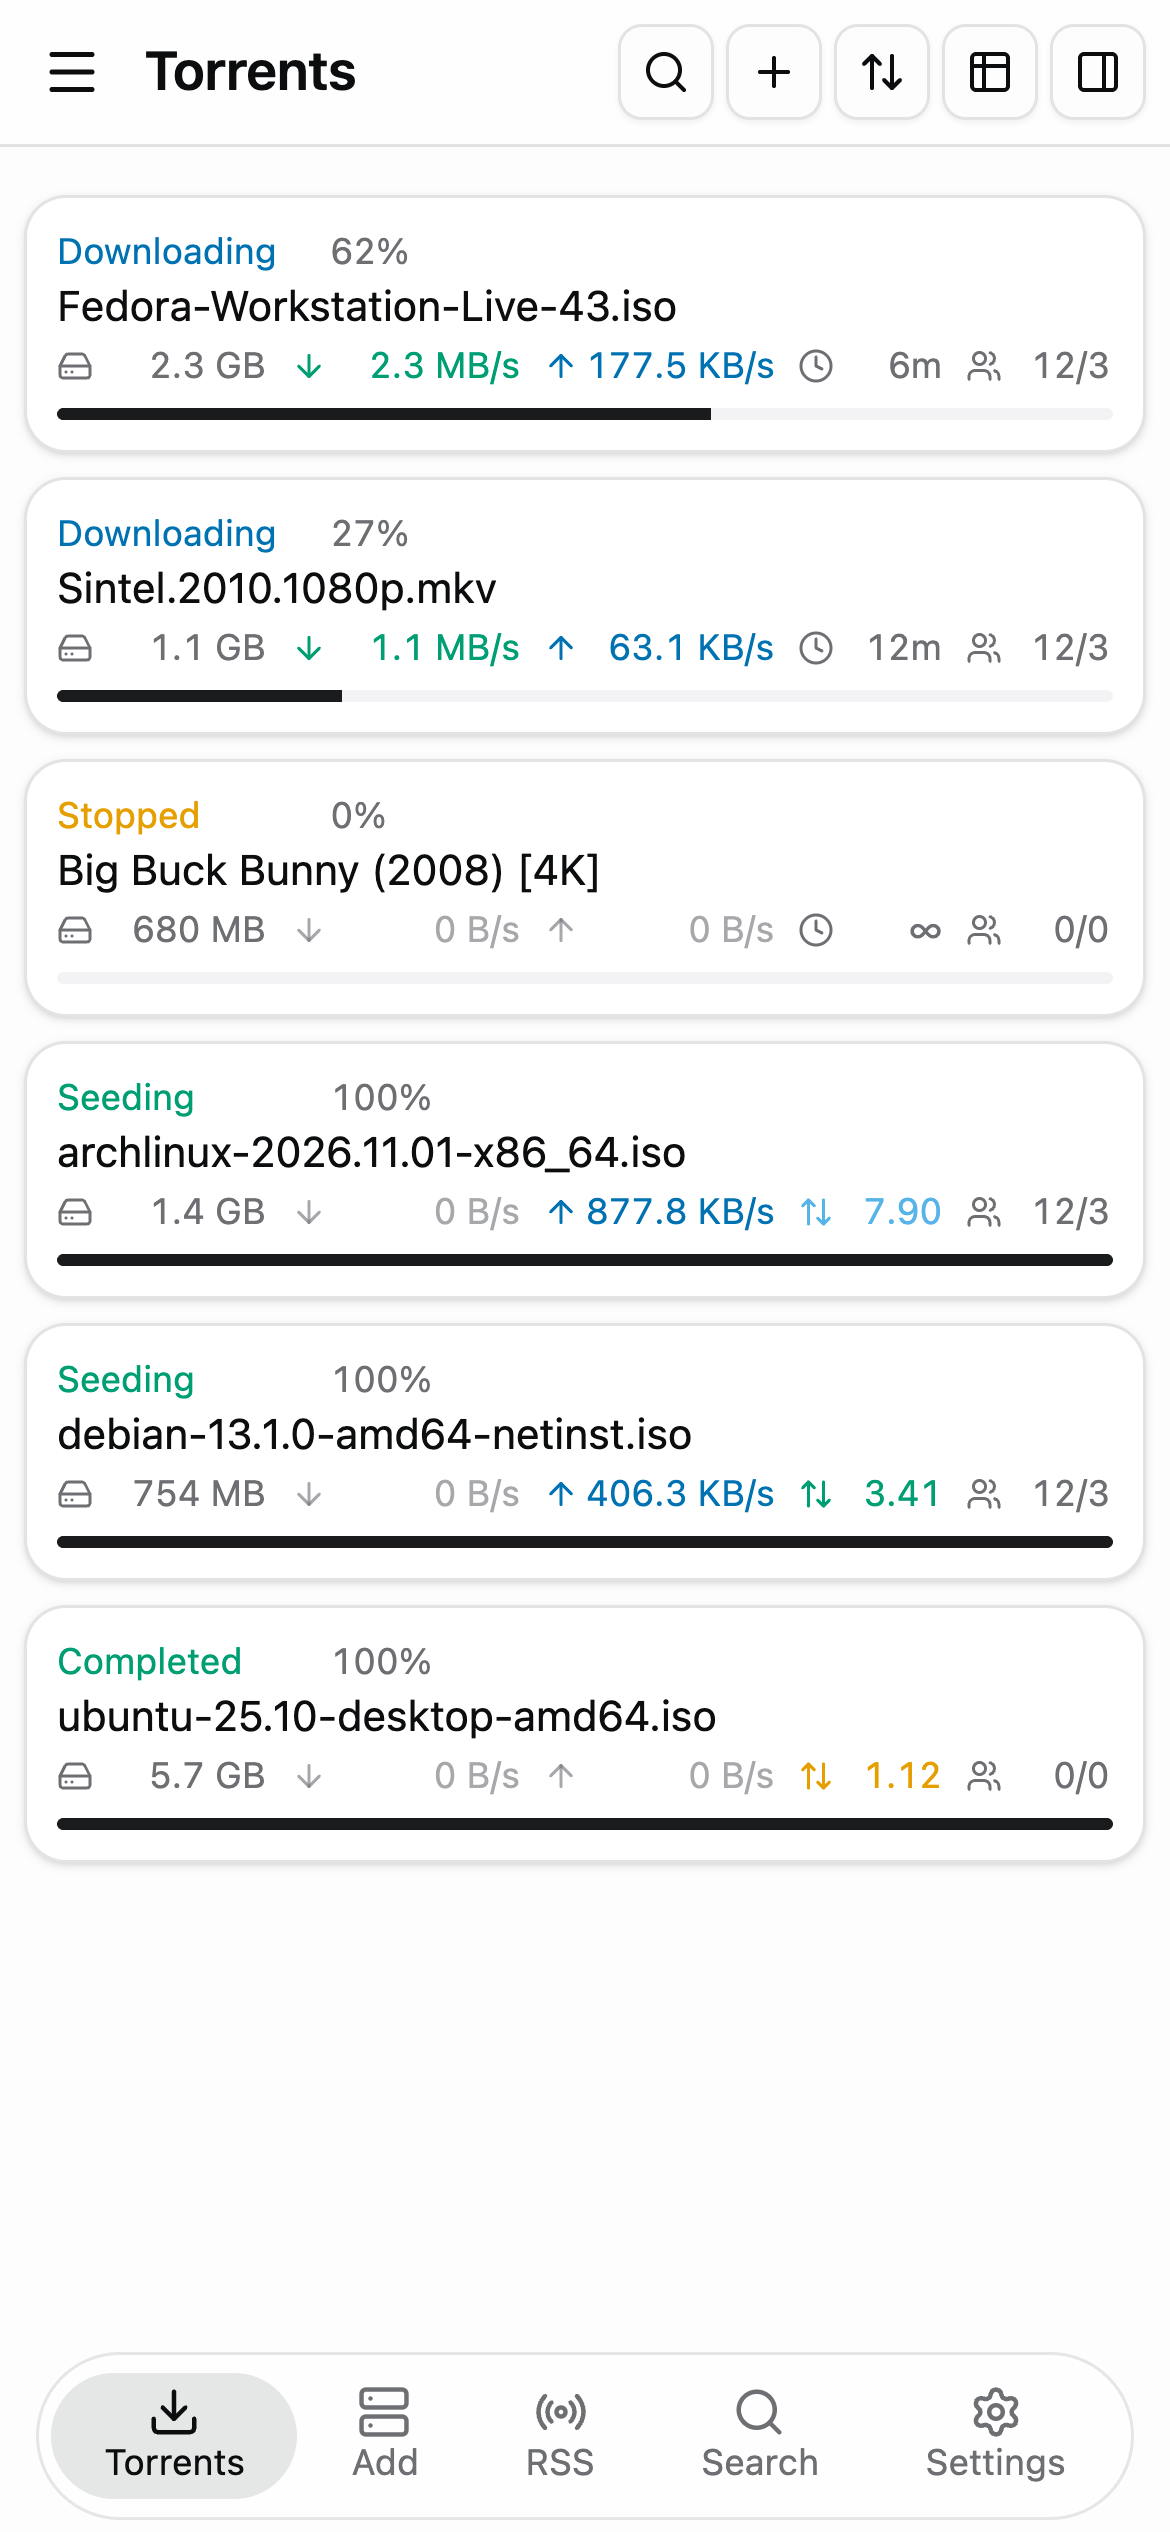 Torrents
Downloading 62%
Fedora-Workstation-Live-43.iso
2.3 GB 2.3 MB/s 177.5 KB/s 6m 12/3
Downloading 27%
Sintel.2010.1080p.mkv
1.1 GB 1.1 MB/s 63.1 KB/s 12m 12/3
Stopped 0%
Big Buck Bunny (2008) [4K]
680 MB 0 B/s 0 B/s ∞ 0/0
Seeding 100%
archlinux-2026.11.01-x86_64.iso
1.4 GB 0 B/s 877.8 KB/s 7.90 12/3
Seeding 100%
debian-13.1.0-amd64-netinst.iso
754 MB 0 B/s 406.3 KB/s 3.41 12/3
Completed 100%
ubuntu-25.10-desktop-amd64.iso
5.7 GB 0 B/s 0 B/s 1.12 0/0
Torrents Add RSS Search Settings